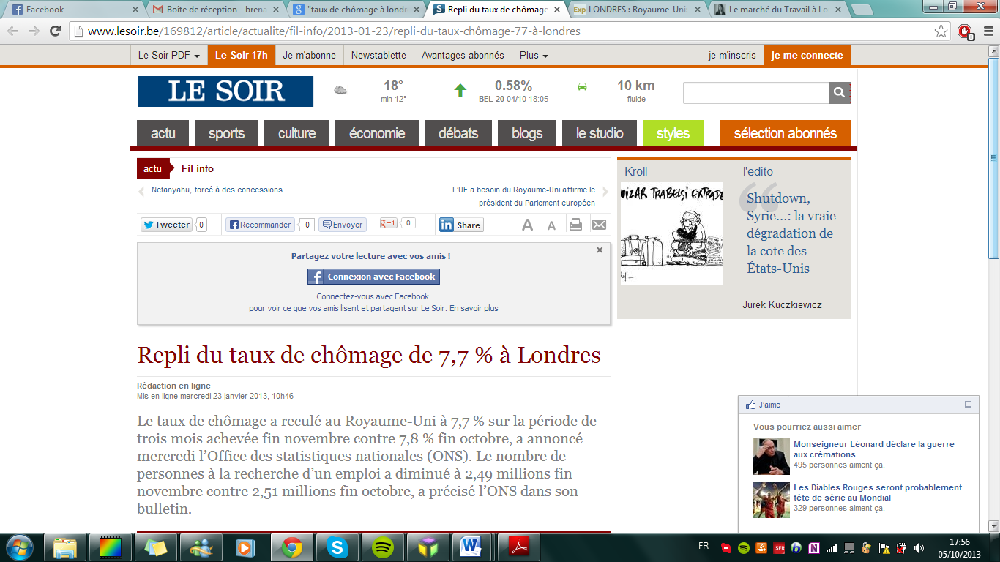 Facebook
Boîte de réception - brena
"taux de chômage à londr
Repli du taux de chômage
Exp LONDRES : Royaume-Uni:
Le marché du Travail à Lo
www.lesoir.be/169812/article/actualite/fil-info/2013-01-23/repli-du-taux-chômage-77-à-londres
Le Soir PDF
Le Soir 17h
Je m'abonne
Newstablette
Avantages abonnés
Plus
je m'inscris
je me connecte
LE SOIR
18°
min 12°
0.58%
BEL 20 04/10 18:05
10 km
fluide
actu
sports
culture
économie
débats
blogs
le studio
styles
sélection abonnés
actu
Fil info
Netanyahu, forcé à des concessions
L'UE a besoin du Royaume-Uni affirme le
président du Parlement européen
Tweeter 0
Recommander 0
Envoyer
+1 0
Share
A
A
Partagez votre lecture avec vos amis !
Connexion avec Facebook
Connectez-vous avec Facebook
pour voir ce que vos amis lisent et partagent sur Le Soir. En savoir plus
Kroll
UIZAR TRABELSI EXTRADE
l'edito
Shutdown,
Syrie...: la vraie
dégradation de
la cote des
États-Unis
Jurek Kuczkiewicz
Repli du taux de chômage de 7,7 % à Londres
Rédaction en ligne
Mis en ligne mercredi 23 janvier 2013, 10h46
Le taux de chômage a reculé au Royaume-Uni à 7,7 % sur la période de
trois mois achevée fin novembre contre 7,8 % fin octobre, a annoncé
mercredi l'Office des statistiques nationales (ONS). Le nombre de
personnes à la recherche d'un emploi a diminué à 2,49 millions fin
novembre contre 2,51 millions fin octobre, a précisé l'ONS dans son
bulletin.
J'aime
Vous pourriez aussi aimer
Monseigneur Léonard déclare la guerre
aux crémations
495 personnes aiment ça.
Les Diables Rouges seront probablement
tête de série au Mondial
329 personnes aiment ça.
FR
SFR
17:56
05/10/2013